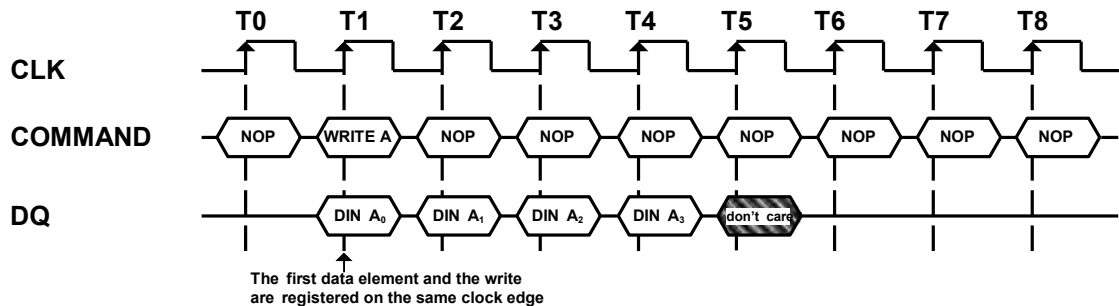 T0 T1 T2 T3 T4 T5 T6 T7 T8
CLK
COMMAND NOP WRITE A NOP NOP NOP NOP NOP NOP NOP
DQ DIN A₀ DIN A₁ DIN A₂ DIN A₃ don't care
The first data element and the write
are registered on the same clock edge